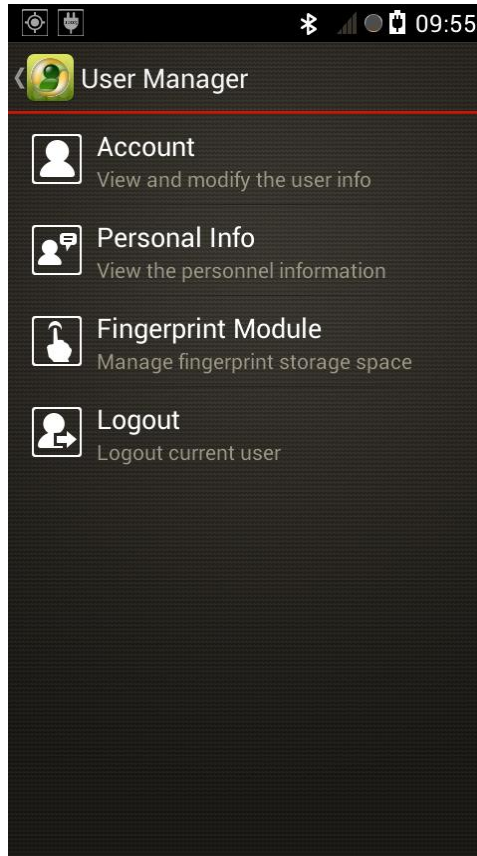 09:55
User Manager
Account
View and modify the user info
Personal Info
View the personnel information
Fingerprint Module
Manage fingerprint storage space
Logout
Logout current user